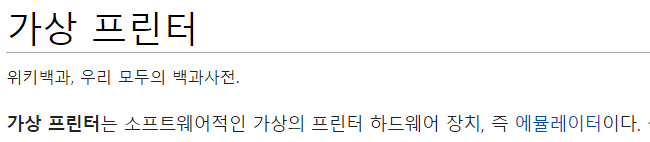 가상 프린터
위키백과, 우리 모두의 백과사전.
가상 프린터는 소프트웨어적인 가상의 프린터 하드웨어 장치, 즉 에뮬레이터이다.